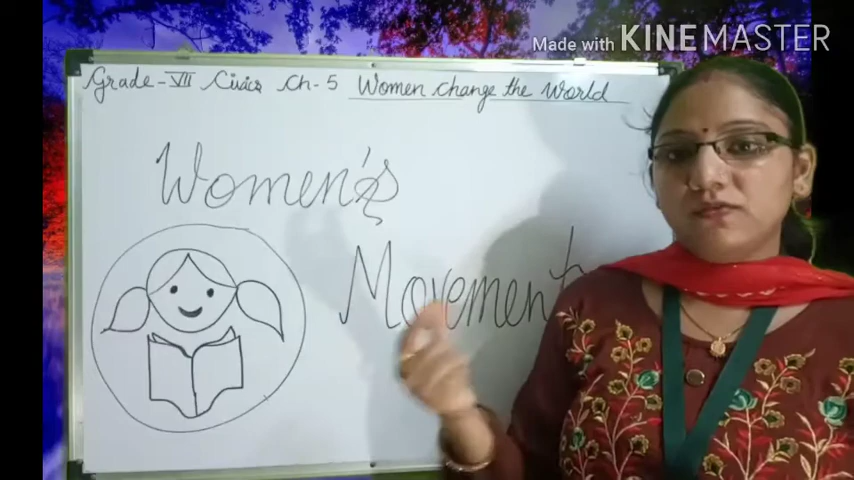 Made with KINEMASTER
Grade - VII Civics Ch - 5 Women change the World
Women's
Movement